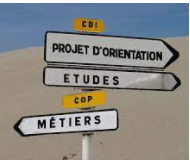 CDI
PROJET D'ORIENTATION
ETUDES
COP
MÉTIERS